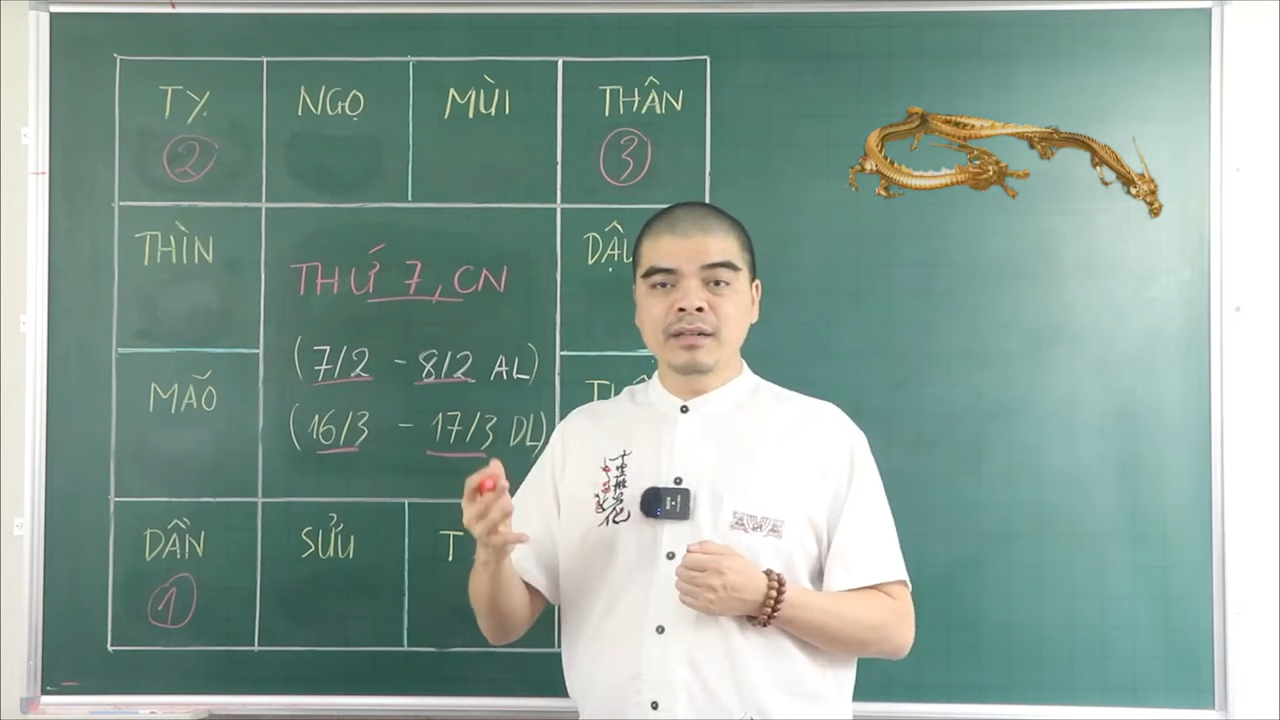 TỴ NGỌ MÙI THÂN
2 3
THÌN DẬU
THỨ 7, CN
(7/2 - 8/2 AL)
MÃO
(16/3 - 17/3 DL)
DẦN SỬU T
1